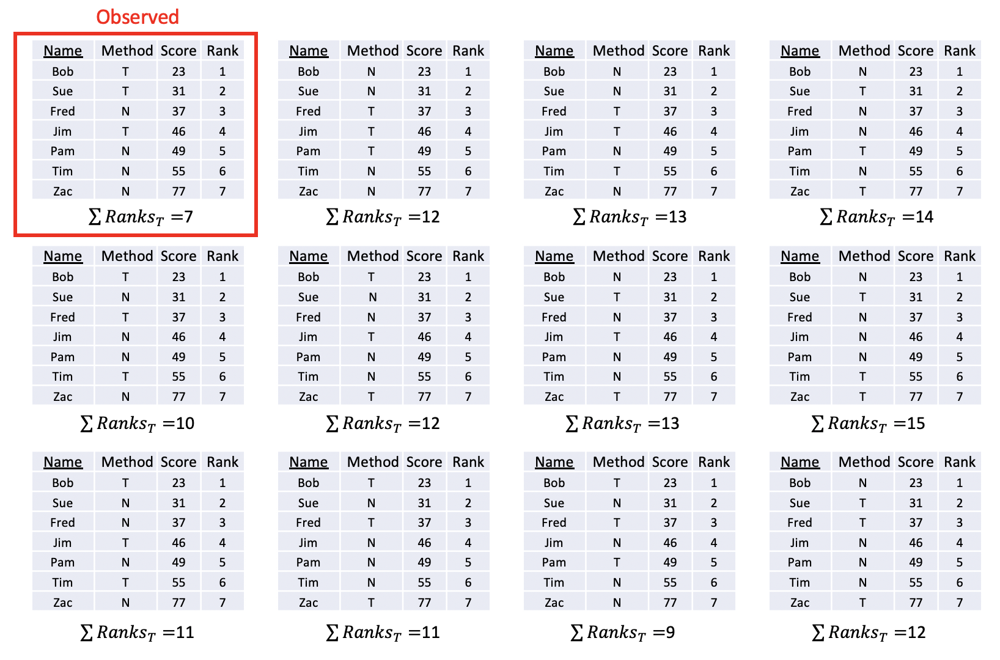 Observed
Name Method Score Rank
Bob T 23 1
Sue T 31 2
Fred N 37 3
Jim T 46 4
Pam N 49 5
Tim N 55 6
Zac N 77 7
∑ Ranks_T =7
Name Method Score Rank
Bob N 23 1
Sue N 31 2
Fred T 37 3
Jim T 46 4
Pam T 49 5
Tim N 55 6
Zac N 77 7
∑ Ranks_T =12
Name Method Score Rank
Bob N 23 1
Sue N 31 2
Fred T 37 3
Jim T 46 4
Pam N 49 5
Tim T 55 6
Zac N 77 7
∑ Ranks_T =13
Name Method Score Rank
Bob N 23 1
Sue T 31 2
Fred N 37 3
Jim N 46 4
Pam T 49 5
Tim N 55 6
Zac T 77 7
∑ Ranks_T =14
Name Method Score Rank
Bob T 23 1
Sue N 31 2
Fred T 37 3
Jim N 46 4
Pam N 49 5
Tim T 55 6
Zac N 77 7
∑ Ranks_T =10
Name Method Score Rank
Bob T 23 1
Sue N 31 2
Fred N 37 3
Jim T 46 4
Pam N 49 5
Tim N 55 6
Zac T 77 7
∑ Ranks_T =12
Name Method Score Rank
Bob N 23 1
Sue T 31 2
Fred N 37 3
Jim T 46 4
Pam N 49 5
Tim N 55 6
Zac T 77 7
∑ Ranks_T =13
Name Method Score Rank
Bob N 23 1
Sue T 31 2
Fred N 37 3
Jim N 46 4
Pam N 49 5
Tim T 55 6
Zac T 77 7
∑ Ranks_T =15
Name Method Score Rank
Bob T 23 1
Sue N 31 2
Fred N 37 3
Jim T 46 4
Pam N 49 5
Tim T 55 6
Zac N 77 7
∑ Ranks_T =11
Name Method Score Rank
Bob T 23 1
Sue N 31 2
Fred T 37 3
Jim N 46 4
Pam N 49 5
Tim N 55 6
Zac T 77 7
∑ Ranks_T =11
Name Method Score Rank
Bob T 23 1
Sue N 31 2
Fred T 37 3
Jim N 46 4
Pam T 49 5
Tim N 55 6
Zac N 77 7
∑ Ranks_T =9
Name Method Score Rank
Bob N 23 1
Sue T 31 2
Fred T 37 3
Jim N 46 4
Pam N 49 5
Tim N 55 6
Zac T 77 7
∑ Ranks_T =12